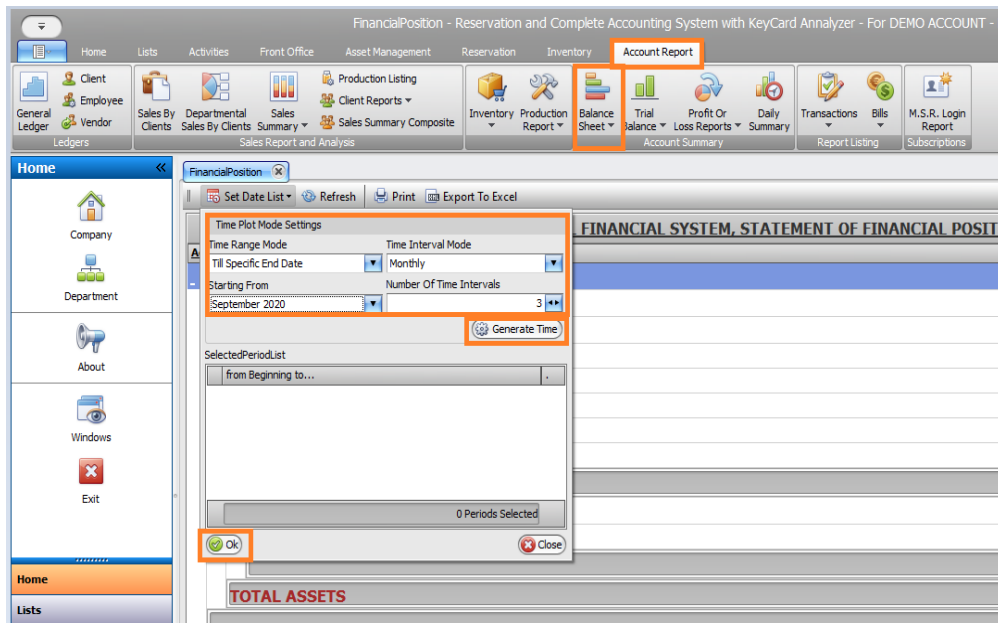 FinancialPosition - Reservation and Complete Accounting System with KeyCard Annalyzer - For DEMO ACCOUNT -
Home Lists Activities Front Office Asset Management Reservation Inventory Account Report
General Ledger
Client
Employee
Vendor
Ledgers
Sales By Clients
Departmental Sales By Clients
Sales Summary
Production Listing
Client Reports
Sales Summary Composite
Sales Report and Analysis
Inventory
Production Report
Balance Sheet
Trial Balance
Profit Or Loss Reports
Daily Summary
Account Summary
Transactions
Bills
Report Listing
M.S.R. Login Report
Subscriptions
Home
Company
Department
About
Windows
Exit
Home
Lists
FinancialPosition
Set Date List Refresh Print Export To Excel
FINANCIAL SYSTEM, STATEMENT OF FINANCIAL POSIT
A
Time Plot Mode Settings
Time Range Mode Time Interval Mode
Till Specific End Date Monthly
Starting From Number Of Time Intervals
September 2020 3
Generate Time
SelectedPeriodList
from Beginning to... .
0 Periods Selected
Ok Close
TOTAL ASSETS